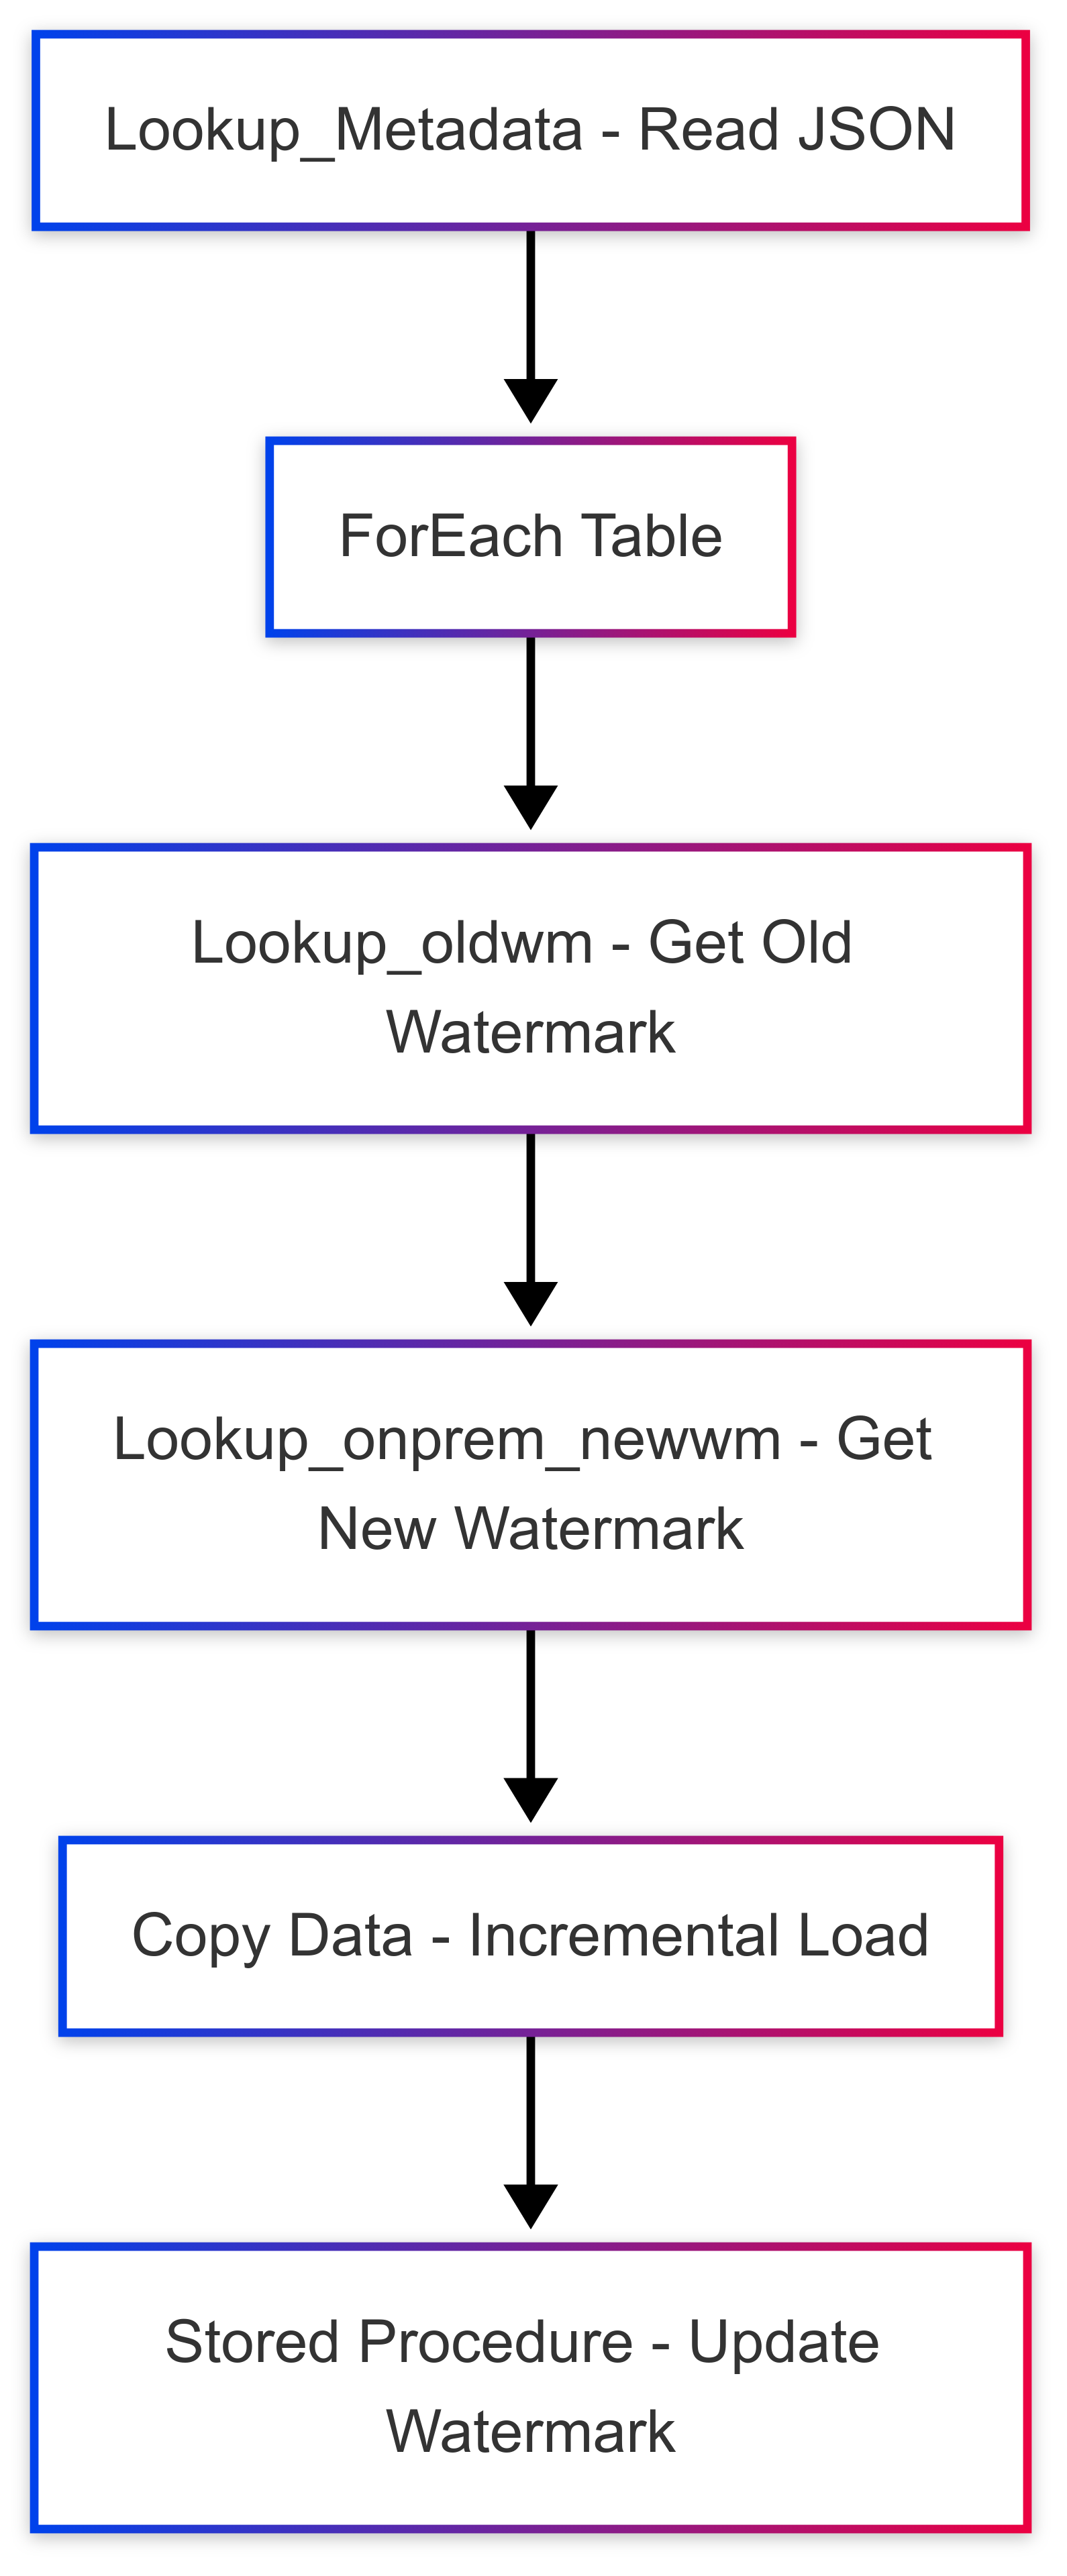 Lookup_Metadata - Read JSON
ForEach Table
Lookup_oldwm - Get Old
Watermark
Lookup_onprem_newwm - Get
New Watermark
Copy Data - Incremental Load
Stored Procedure - Update
Watermark